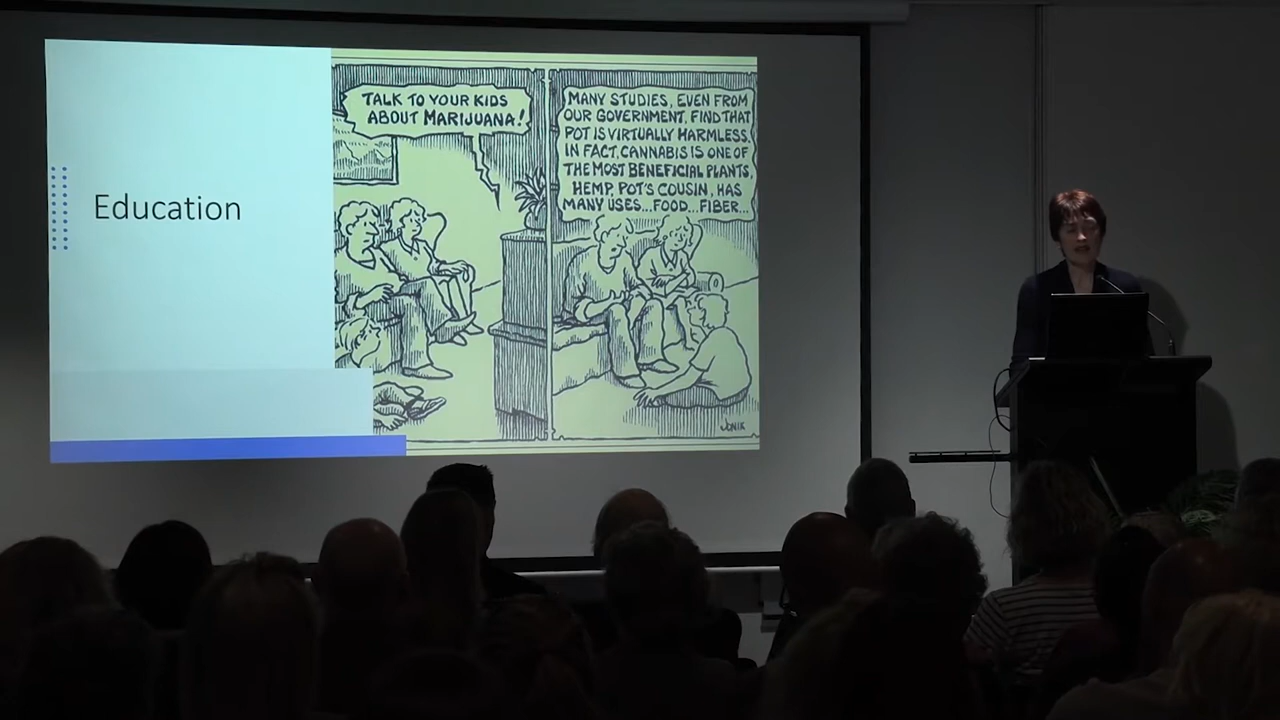 Education
TALK TO YOUR KIDS
ABOUT MARIJUANA!
MANY STUDIES, EVEN FROM
OUR GOVERNMENT, FIND THAT
POT IS VIRTUALLY HARMLESS.
IN FACT, CANNABIS IS ONE OF
THE MOST BENEFICIAL PLANTS,
HEMP, POT'S COUSIN, HAS
MANY USES...FOOD...FIBER...
JONIK